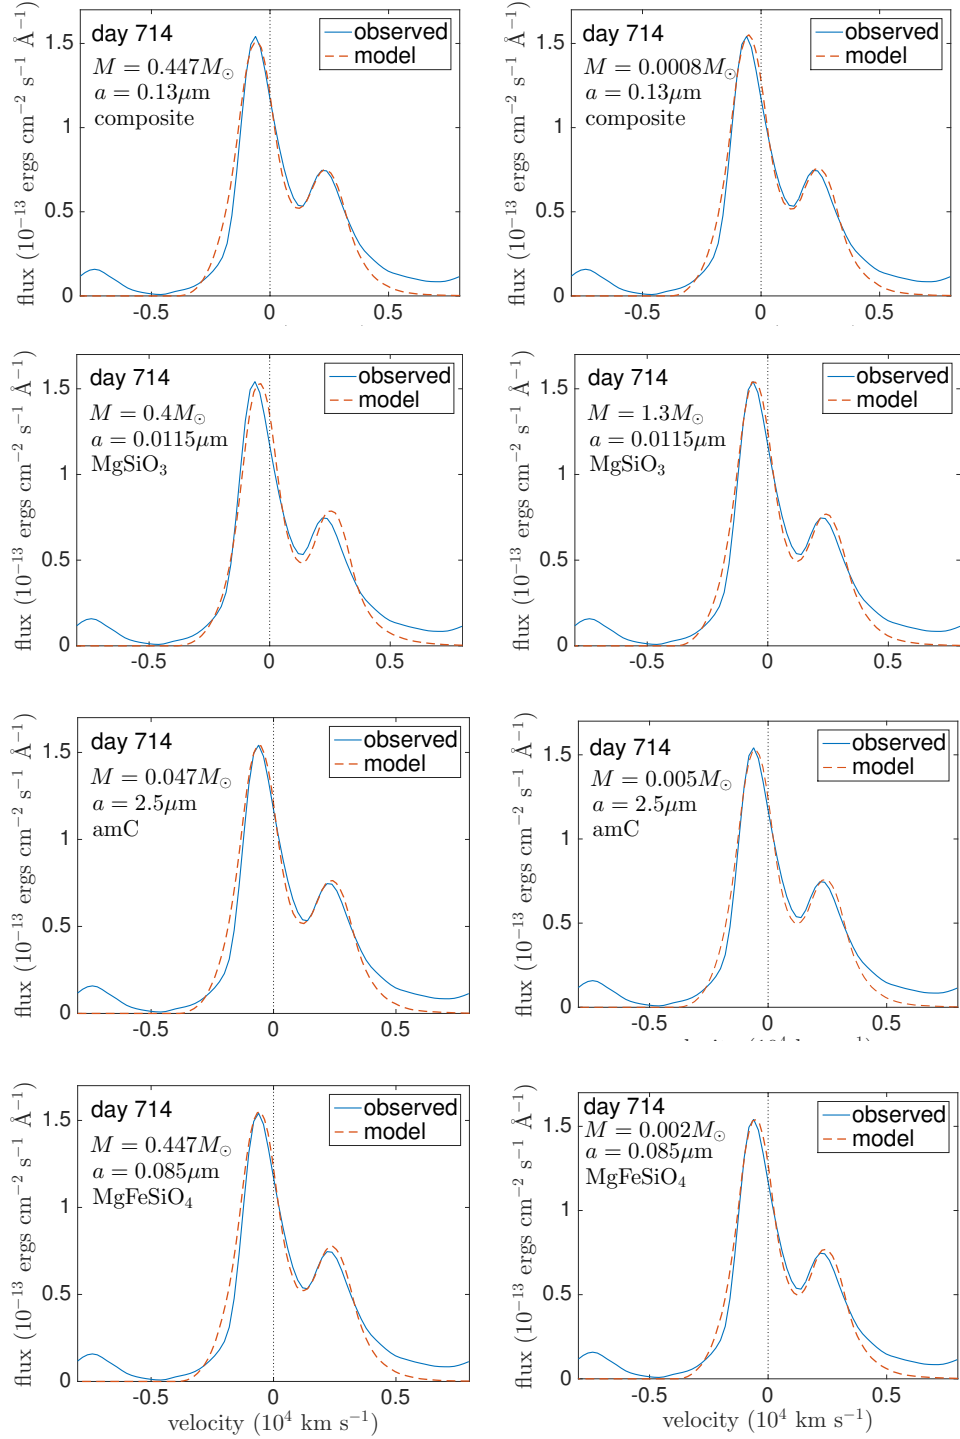 day 714
M = 0.447M⊙
a = 0.13μm
composite
observed
model
flux (10⁻¹³ ergs cm⁻² s⁻¹ Å⁻¹)
1.5
1
0.5
0
-0.5
0
0.5
day 714
M = 0.0008M⊙
a = 0.13μm
composite
observed
model
flux (10⁻¹³ ergs cm⁻² s⁻¹ Å⁻¹)
1.5
1
0.5
0
-0.5
0
0.5
day 714
M = 0.4M⊙
a = 0.0115μm
MgSiO₃
observed
model
flux (10⁻¹³ ergs cm⁻² s⁻¹ Å⁻¹)
1.5
1
0.5
0
-0.5
0
0.5
day 714
M = 1.3M⊙
a = 0.0115μm
MgSiO₃
observed
model
flux (10⁻¹³ ergs cm⁻² s⁻¹ Å⁻¹)
1.5
1
0.5
0
-0.5
0
0.5
day 714
M = 0.047M⊙
a = 2.5μm
amC
observed
model
flux (10⁻¹³ ergs cm⁻² s⁻¹ Å⁻¹)
1.5
1
0.5
0
-0.5
0
0.5
day 714
M = 0.005M⊙
a = 2.5μm
amC
observed
model
flux (10⁻¹³ ergs cm⁻² s⁻¹ Å⁻¹)
1.5
1
0.5
0
-0.5
0
0.5
day 714
M = 0.447M⊙
a = 0.085μm
MgFeSiO₄
observed
model
flux (10⁻¹³ ergs cm⁻² s⁻¹ Å⁻¹)
1.5
1
0.5
0
-0.5
0
0.5
velocity (10⁴ km s⁻¹)
day 714
M = 0.002M⊙
a = 0.085μm
MgFeSiO₄
observed
model
flux (10⁻¹³ ergs cm⁻² s⁻¹ Å⁻¹)
1.5
1
0.5
0
-0.5
0
0.5
velocity (10⁴ km s⁻¹)